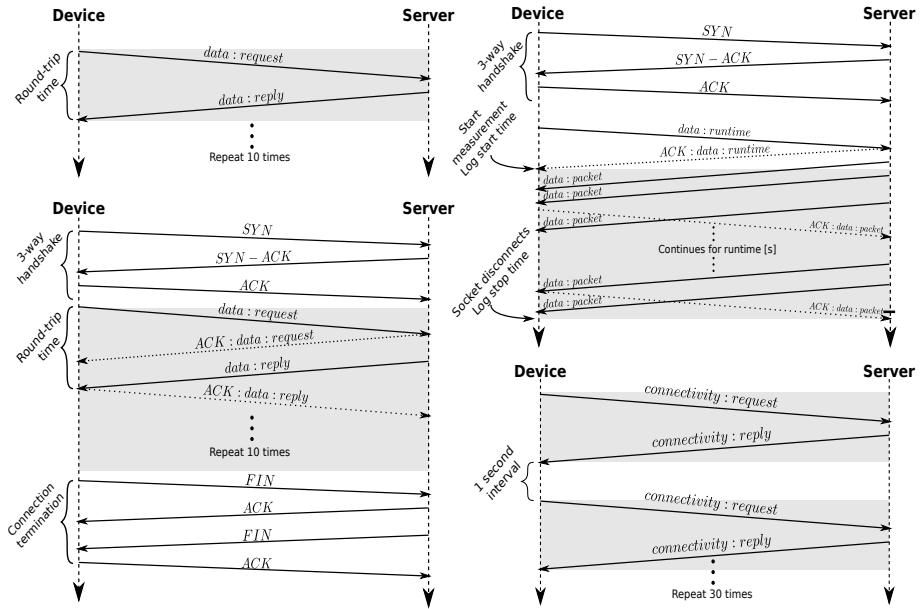 Device
Server
Round-trip
time
data : request
data : reply
Repeat 10 times
Device
Server
3-way
handshake
SYN
SYN − ACK
ACK
Round-trip
time
data : request
ACK : data : request
data : reply
ACK : data : reply
Repeat 10 times
Connection
termination
FIN
ACK
FIN
ACK
Device
Server
3-way
handshake
SYN
SYN − ACK
ACK
Start
measurement
Log start time
data : runtime
ACK : data : runtime
data : packet
data : packet
data : packet
ACK : data : packet
Continues for runtime [s]
Socket disconnects
Log stop time
data : packet
data : packet
ACK : data : packet
Device
Server
connectivity : request
connectivity : reply
1 second
interval
connectivity : request
connectivity : reply
Repeat 30 times